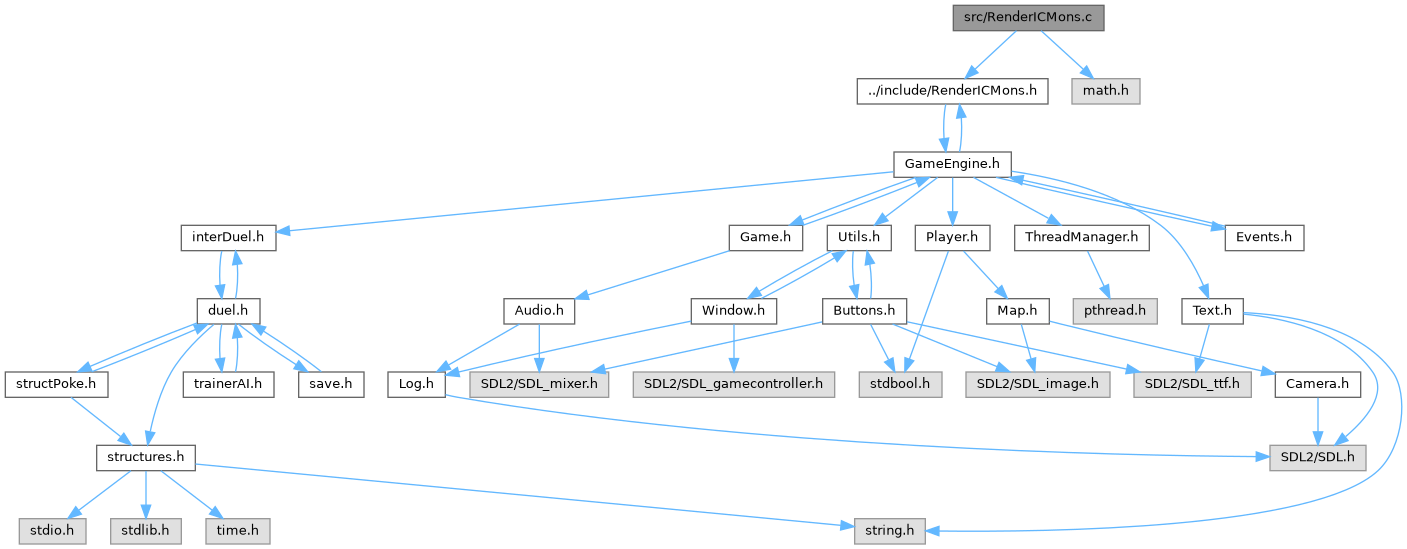 src/RenderICMons.c
../include/RenderICMons.h
math.h
GameEngine.h
interDuel.h
Game.h
Utils.h
Player.h
ThreadManager.h
Events.h
duel.h
Audio.h
Window.h
Buttons.h
Map.h
pthread.h
Text.h
structPoke.h
trainerAI.h
save.h
Log.h
SDL2/SDL_mixer.h
SDL2/SDL_gamecontroller.h
stdbool.h
SDL2/SDL_image.h
SDL2/SDL_ttf.h
Camera.h
structures.h
SDL2/SDL.h
stdio.h
stdlib.h
time.h
string.h